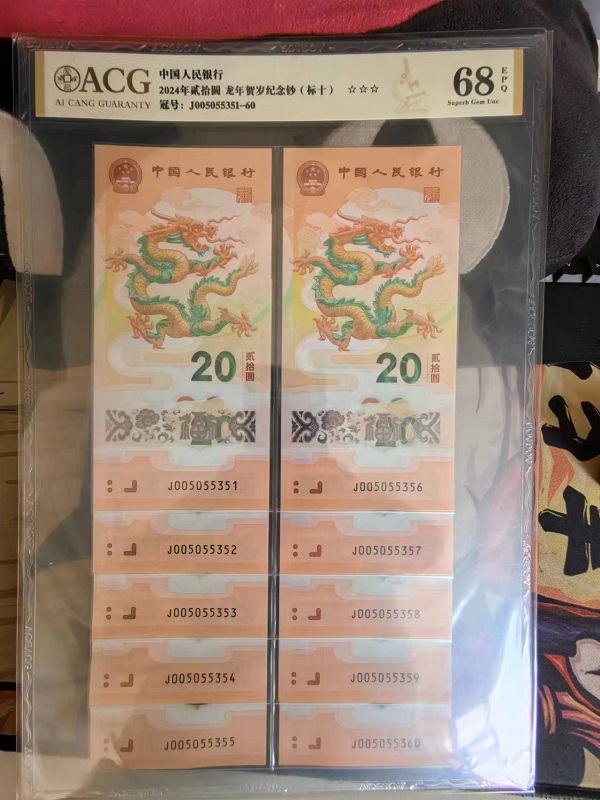 ACG
AI CANG GUARANTY
中国人民银行
2024年贰拾圆 龙年贺岁纪念钞(标十) ☆☆☆
冠号: J005055351-60
68 EPQ
Superb Gem Unc
中国人民银行
20 贰拾圆
J005055351
J005055352
J005055353
J005055354
J005055355
中国人民银行
20 贰拾圆
J005055356
J005055357
J005055358
J005055359
J005055360